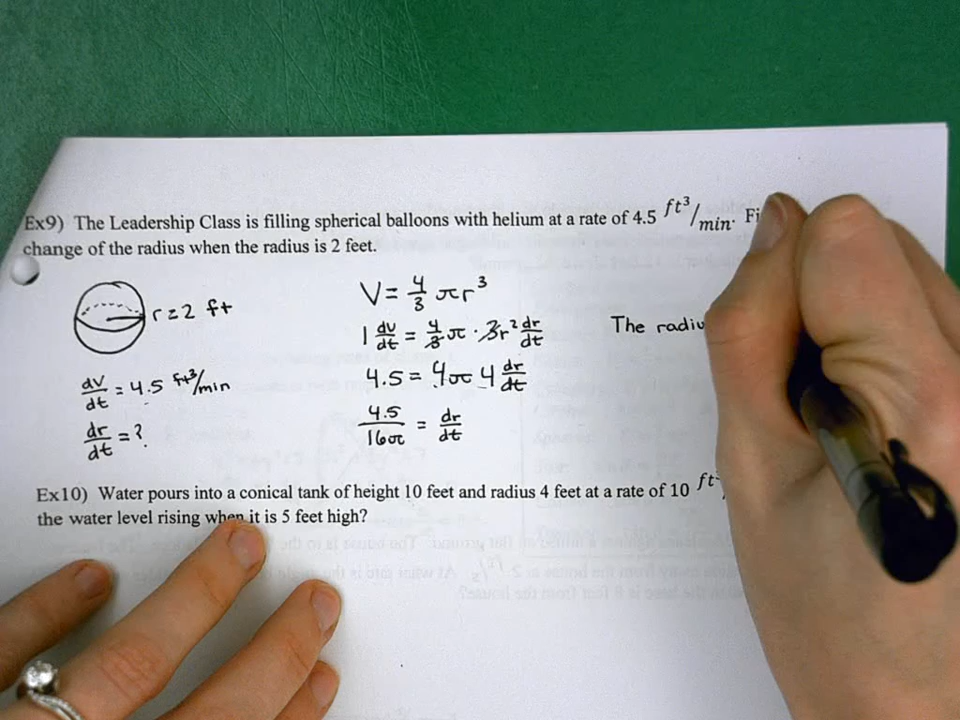 Ex9) The Leadership Class is filling spherical balloons with helium at a rate of 4.5 ft³/min.
change of the radius when the radius is 2 feet.
r=2 ft
dV/dt = 4.5 ft³/min
dr/dt = ?
V = 4/3 πr³
1 dV/dt = 4/3 π · 3r² dr/dt
4.5 = 4π 4 dr/dt
4.5/16π = dr/dt
The radiu
Ex10) Water pours into a conical tank of height 10 feet and radius 4 feet at a rate of 10
the water level rising when it is 5 feet high?